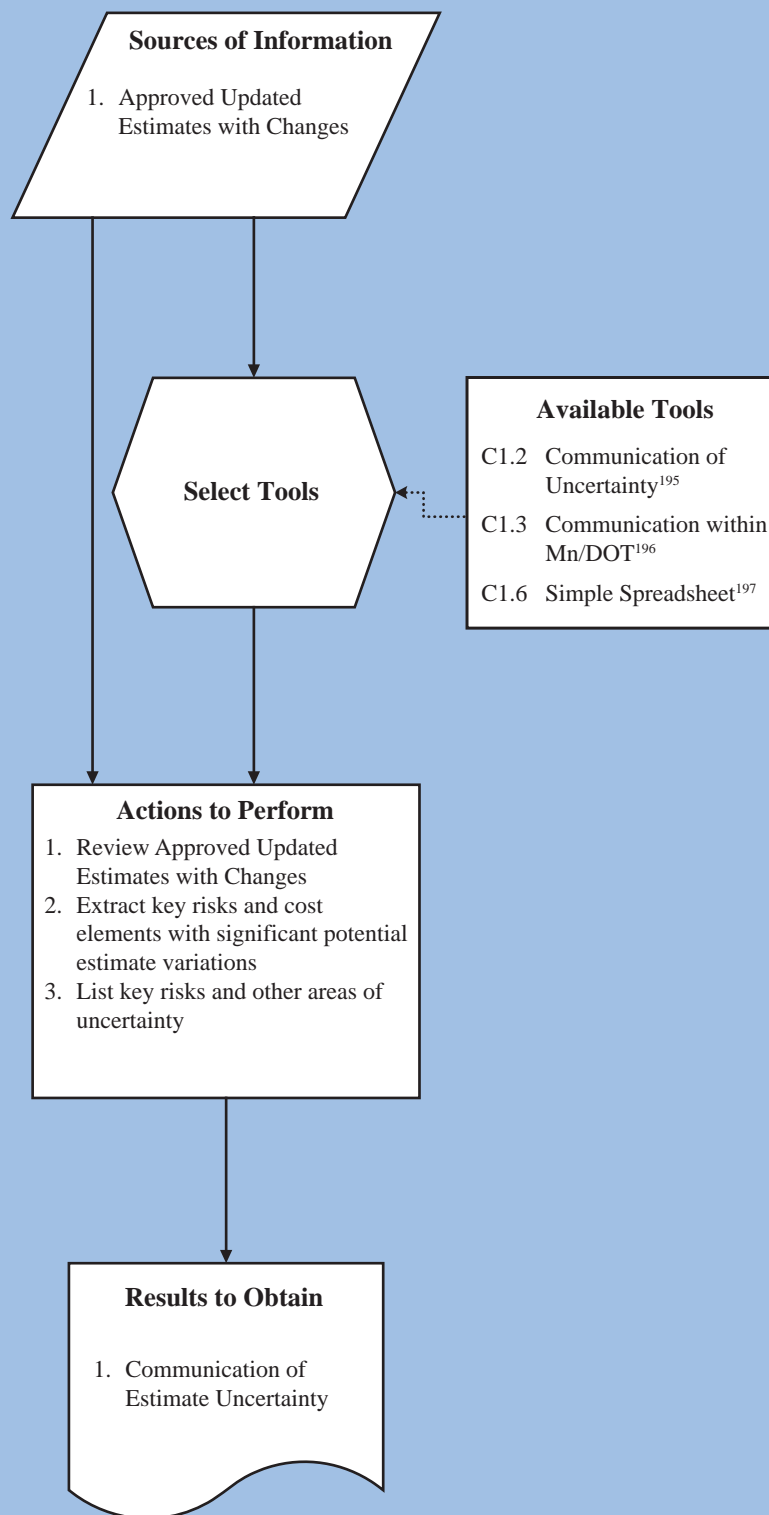 Sources of Information
1. Approved Updated
Estimates with Changes
Select Tools
Available Tools
C1.2 Communication of
Uncertainty¹⁹⁵
C1.3 Communication within
Mn/DOT¹⁹⁶
C1.6 Simple Spreadsheet¹⁹⁷
Actions to Perform
1. Review Approved Updated
Estimates with Changes
2. Extract key risks and cost
elements with significant potential
estimate variations
3. List key risks and other areas of
uncertainty
Results to Obtain
1. Communication of
Estimate Uncertainty